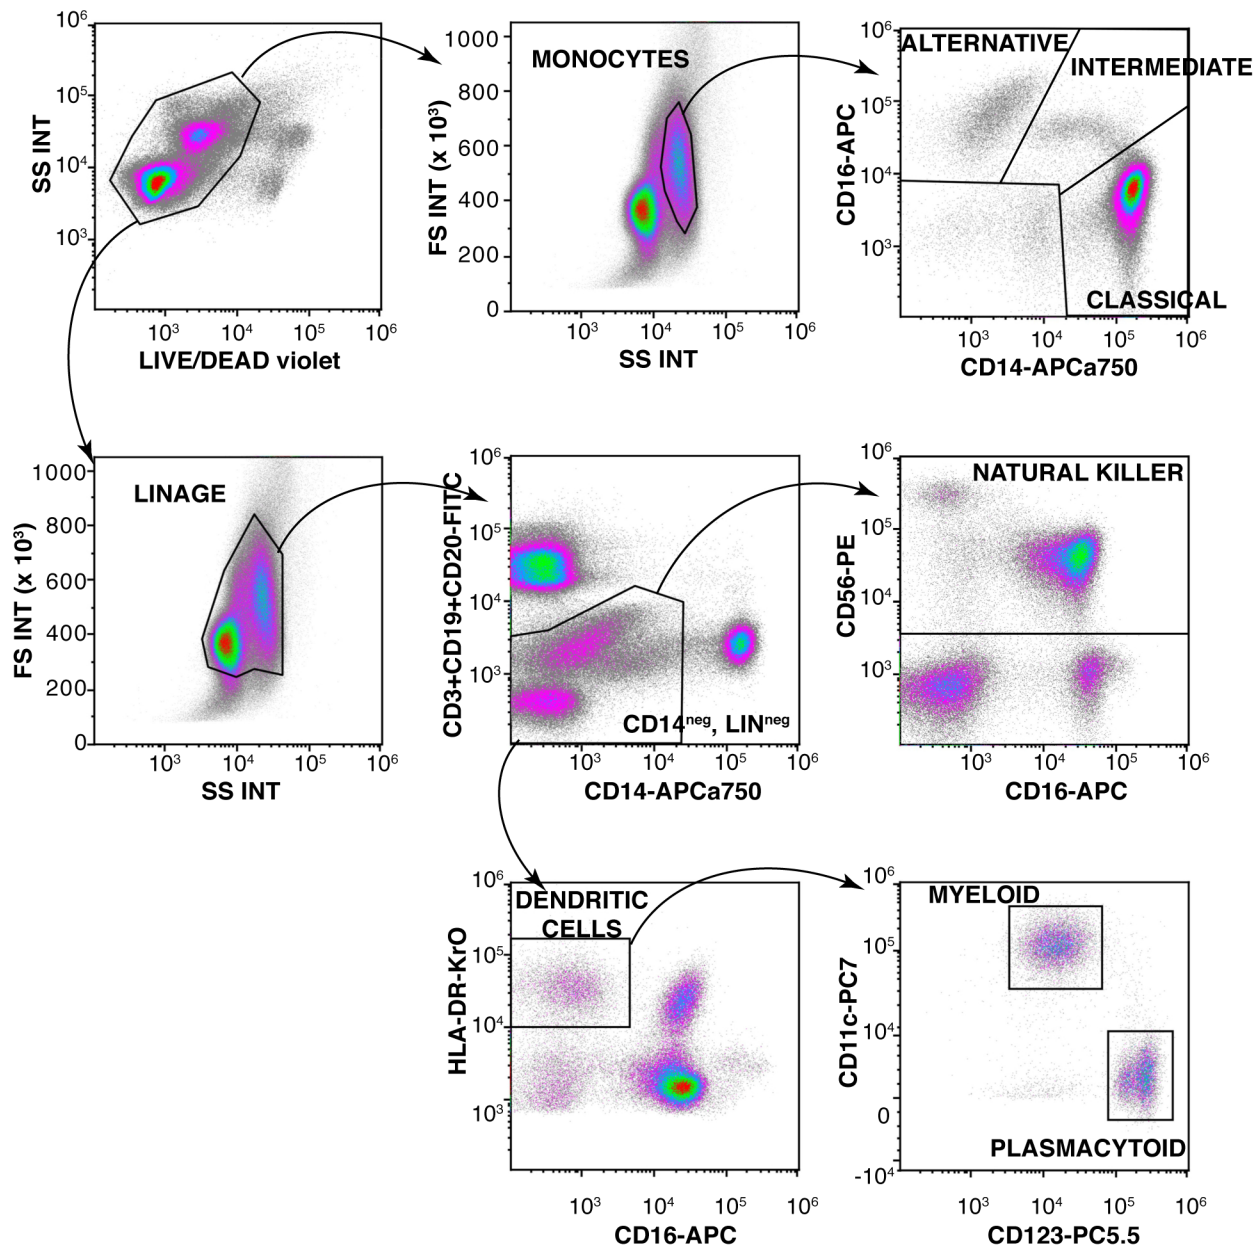 10⁶
10⁵
10⁴
10³
SS INT
10³ 10⁴ 10⁵ 10⁶
LIVE/DEAD violet
MONOCYTES
1000
800
600
400
200
0
FS INT (x 10³)
10³ 10⁴ 10⁵ 10⁶
SS INT
ALTERNATIVE
INTERMEDIATE
CLASSICAL
10⁶
10⁵
10⁴
10³
CD16-APC
10³ 10⁴ 10⁵ 10⁶
CD14-APCa750
LINAGE
1000
800
600
400
200
0
FS INT (x 10³)
10³ 10⁴ 10⁵ 10⁶
SS INT
10⁶
10⁵
10⁴
10³
CD3+CD19+CD20-FITC
CD14ⁿᵉᵍ, LINⁿᵉᵍ
10³ 10⁴ 10⁵ 10⁶
CD14-APCa750
NATURAL KILLER
10⁶
10⁵
10⁴
10³
CD56-PE
10³ 10⁴ 10⁵ 10⁶
CD16-APC
DENDRITIC
CELLS
10⁶
10⁵
10⁴
10³
HLA-DR-KrO
10³ 10⁴ 10⁵ 10⁶
CD16-APC
MYELOID
PLASMACYTOID
10⁶
10⁵
10⁴
0
-10⁴
CD11c-PC7
10³ 10⁴ 10⁵ 10⁶
CD123-PC5.5